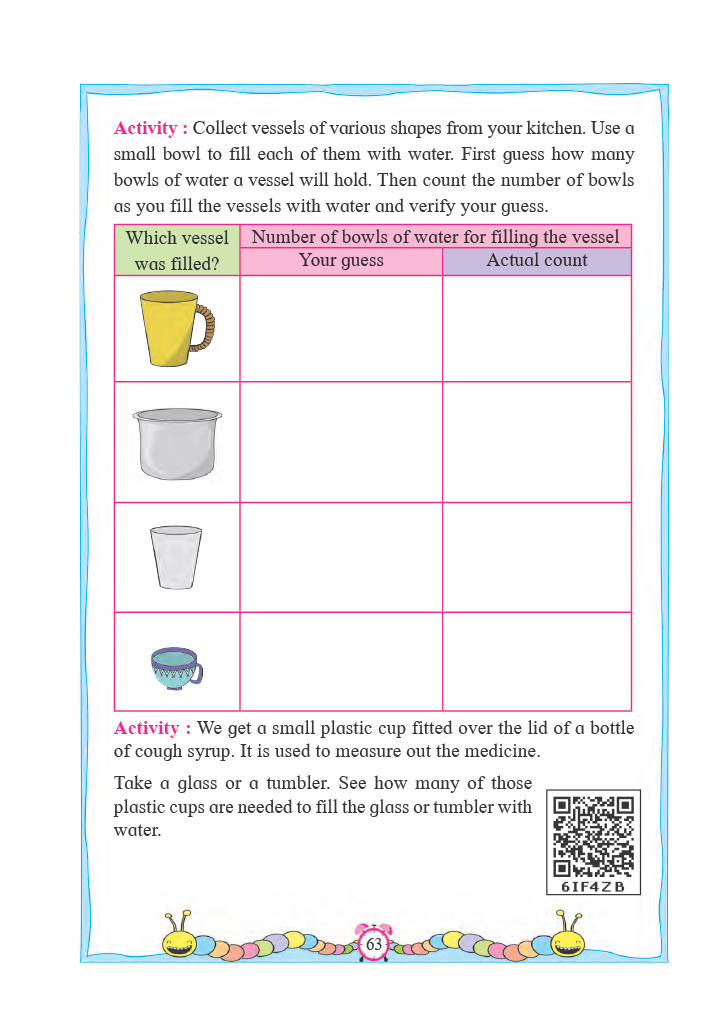 Activity : Collect vessels of various shapes from your kitchen. Use a
small bowl to fill each of them with water. First guess how many
bowls of water a vessel will hold. Then count the number of bowls
as you fill the vessels with water and verify your guess.
Which vessel
was filled?
Number of bowls of water for filling the vessel
Your guess
Actual count
Activity : We get a small plastic cup fitted over the lid of a bottle
of cough syrup. It is used to measure out the medicine.
Take a glass or a tumbler. See how many of those
plastic cups are needed to fill the glass or tumbler with
water.
6IF4ZB
63